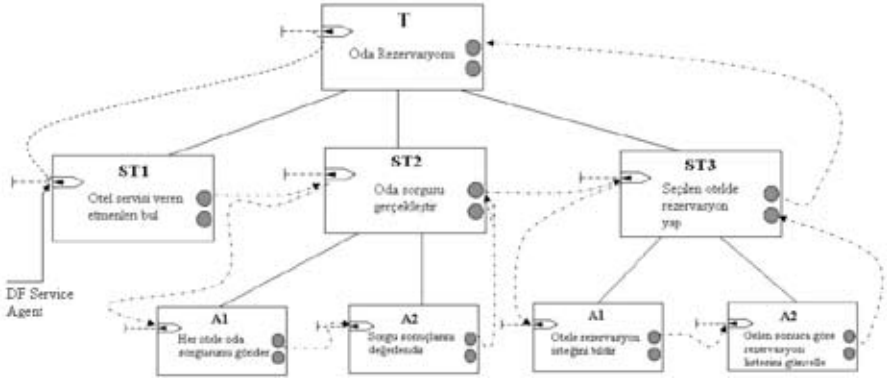 T
Oda Rezervasyonu
ST1
Otel servisi veren
etmenleri bul
ST2
Oda sorgusu
gerçekleştir
ST3
Seçilen otelde
rezervasyon
yap
DF Service
Agent
A1
Her otele oda
sorgusunu gönder
A2
Sorgu sonuçlarını
değerlendir
A1
Otele rezervasyon
isteğini bildir
A2
Gelen sonuca göre
rezervasyon
listesini güncelle